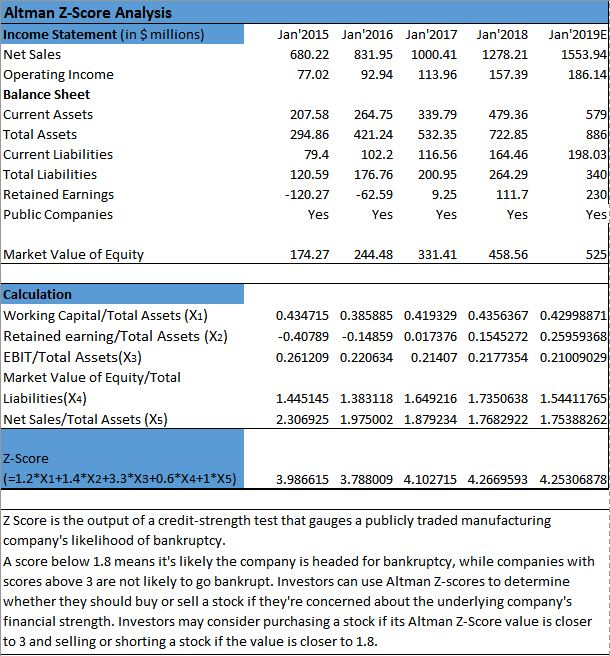 Altman Z-Score Analysis
Income Statement (in $ millions) Jan'2015 Jan'2016 Jan'2017 Jan'2018 Jan'2019E
Net Sales 680.22 831.95 1000.41 1278.21 1553.94
Operating Income 77.02 92.94 113.96 157.39 186.14
Balance Sheet
Current Assets 207.58 264.75 339.79 479.36 579
Total Assets 294.86 421.24 532.35 722.85 886
Current Liabilities 79.4 102.2 116.56 164.46 198.03
Total Liabilities 120.59 176.76 200.95 264.29 340
Retained Earnings -120.27 -62.59 9.25 111.7 230
Public Companies Yes Yes Yes Yes Yes
Market Value of Equity 174.27 244.48 331.41 458.56 525
Calculation
Working Capital/Total Assets (X1) 0.434715 0.385885 0.419329 0.4356367 0.42998871
Retained earning/Total Assets (X2) -0.40789 -0.14859 0.017376 0.1545272 0.25959368
EBIT/Total Assets(X3) 0.261209 0.220634 0.21407 0.2177354 0.21009029
Market Value of Equity/Total
Liabilities(X4) 1.445145 1.383118 1.649216 1.7350638 1.54411765
Net Sales/Total Assets (X5) 2.306925 1.975002 1.879234 1.7682922 1.75388262
Z-Score
(=1.2*X1+1.4*X2+3.3*X3+0.6*X4+1*X5) 3.986615 3.788009 4.102715 4.2669593 4.25306878
Z Score is the output of a credit-strength test that gauges a publicly traded manufacturing
company's likelihood of bankruptcy.
A score below 1.8 means it's likely the company is headed for bankruptcy, while companies with
scores above 3 are not likely to go bankrupt. Investors can use Altman Z-scores to determine
whether they should buy or sell a stock if they're concerned about the underlying company's
financial strength. Investors may consider purchasing a stock if its Altman Z-Score value is closer
to 3 and selling or shorting a stock if the value is closer to 1.8.